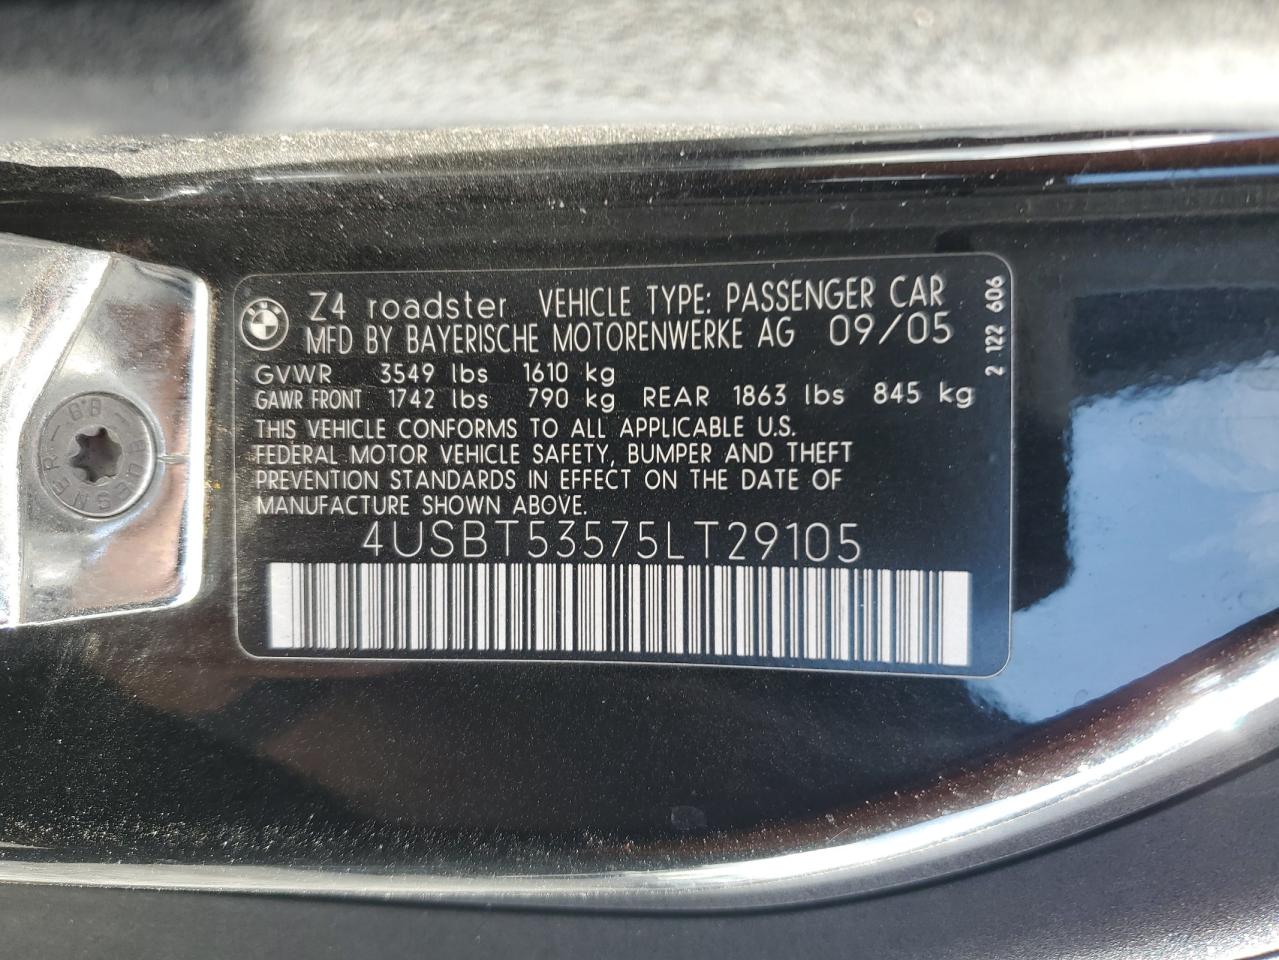 Z4 roadster VEHICLE TYPE: PASSENGER CAR
MFD BY BAYERISCHE MOTORENWERKE AG 09/05
GVWR 3549 lbs 1610 kg
GAWR FRONT 1742 lbs 790 kg REAR 1863 lbs 845 kg
THIS VEHICLE CONFORMS TO ALL APPLICABLE U.S.
FEDERAL MOTOR VEHICLE SAFETY, BUMPER AND THEFT
PREVENTION STANDARDS IN EFFECT ON THE DATE OF
MANUFACTURE SHOWN ABOVE.
4USBT53575LT29105
2 122 606
8.8